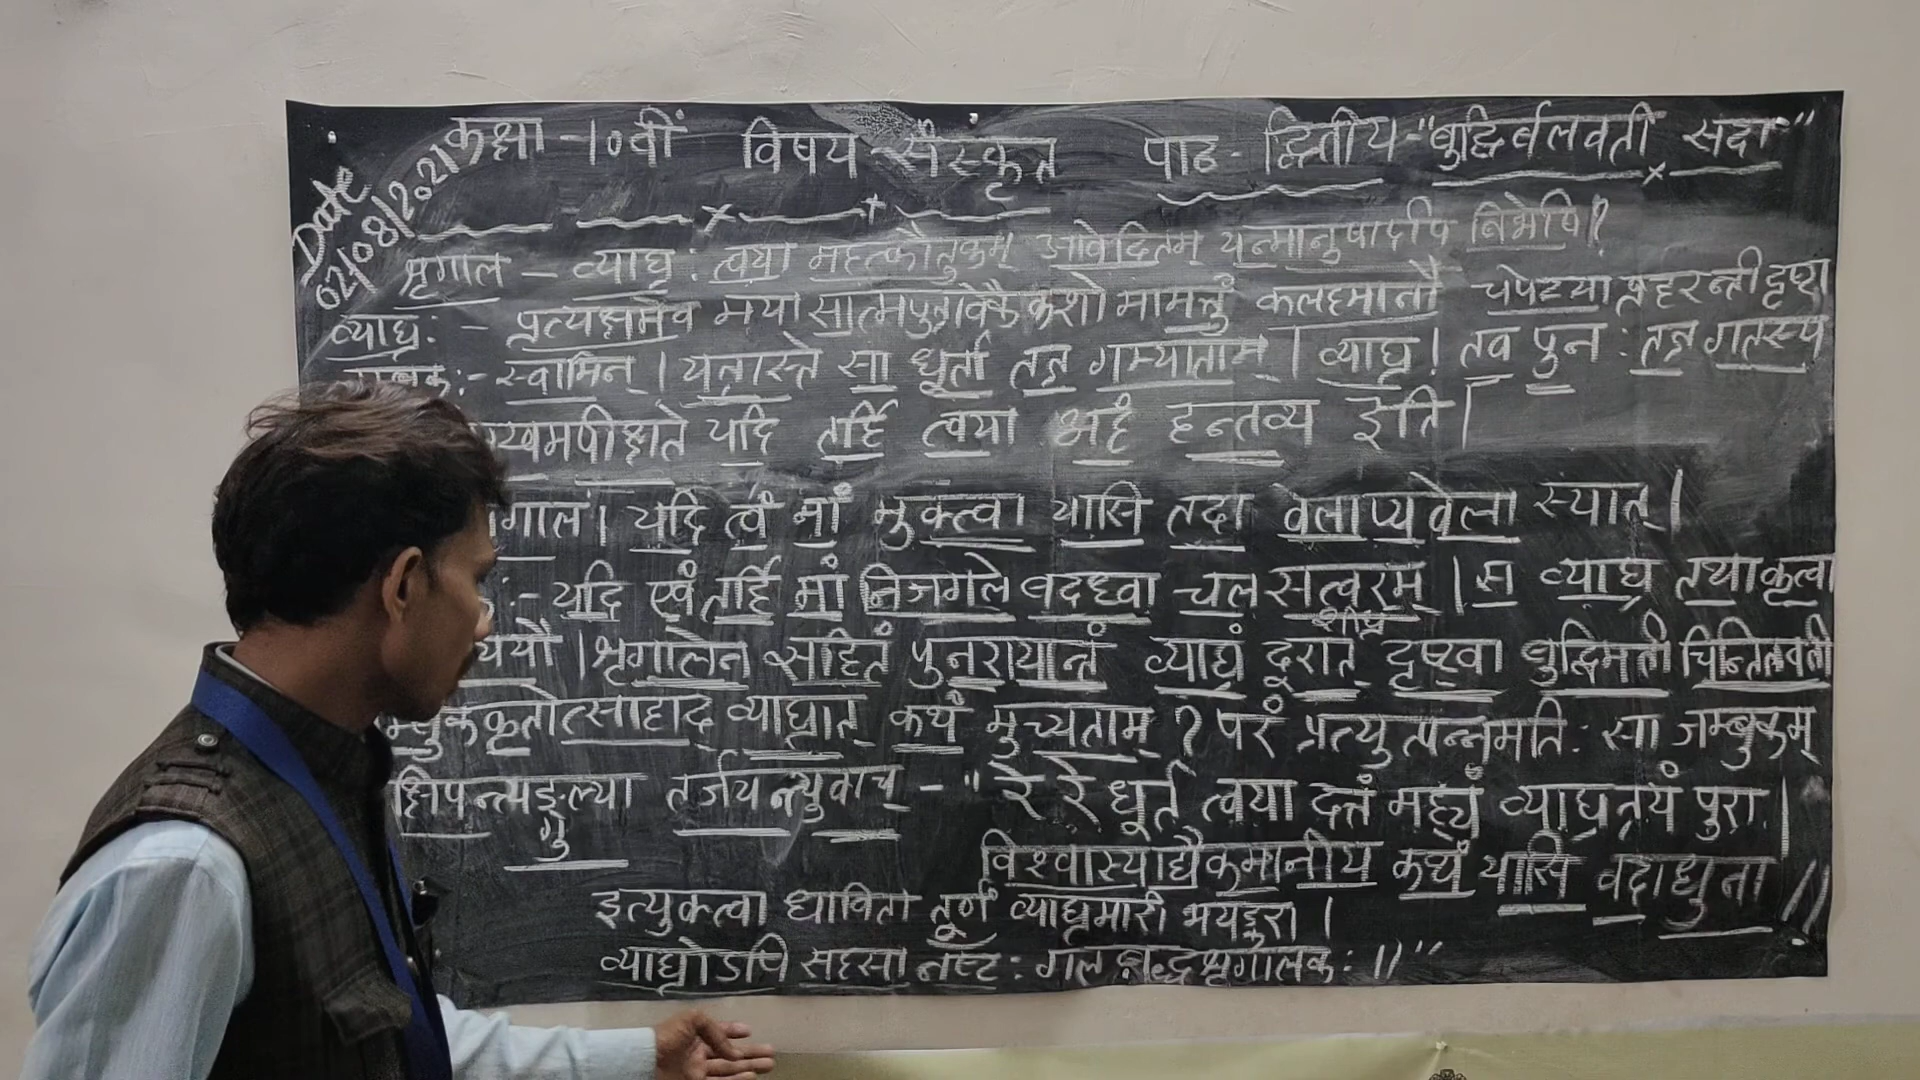 Date
02/08/2021
कक्षा - 10वीं विषय - संस्कृत पाठ - द्वितीय - "बुद्धिर्बलवती सदा"
श्रृगाल - व्याघ्र : त्वया महत्कौतुकम् आवेदितम् यन्मानुषादपि बिभेषि?
व्याघ्र: - प्रत्यक्षमेव मया सात्मपुत्रावेकैकशो मामत्तुं कलहमानौ चपेटया प्रहरन्ती दृष्टा
:- स्वामिन् । यत्रास्ते सा धूर्ता तत्र गम्यताम् । व्याघ्र ! तव पुन : तत्र गतस्य
यदि तर्हि त्वया अहं हन्तव्य इति ।
गाल । यदि त्वं मां मुक्त्वा यासि तदा वेलाप्यवेला स्यात् ।
:- यदि एवं तर्हि मां निजगले बद्ध्वा चल सत्वरम् । स व्याघ्र तथाकृत्वा
शीघ्र
ययौ । श्रृगालेन सहितं पुनरायान्तं व्याघ्रं दूरात् दृष्ट्वा बुद्धिमती चिन्तितवती
म्बुककृतोत्साहाद् व्याघ्रात् कथं मुच्यताम् ? परं प्रत्युत्पन्नमति: सा जम्बुकम्
क्षिपन्त्यङ्गुल्या तर्जयन्त्युवाच् - "रे रे धूर्त त्वया दत्तं मह्यं व्याघ्रत्रयं पुरा ।
विश्वास्याद्यैकमानीय कथं यासि वदाधुना //
इत्युक्त्वा धाविता तूर्णं व्याघ्रमारी भयङ्करा ।
व्याघ्रोऽपि सहसा नष्ट : गलबद्धश्रृगालक: ।।"